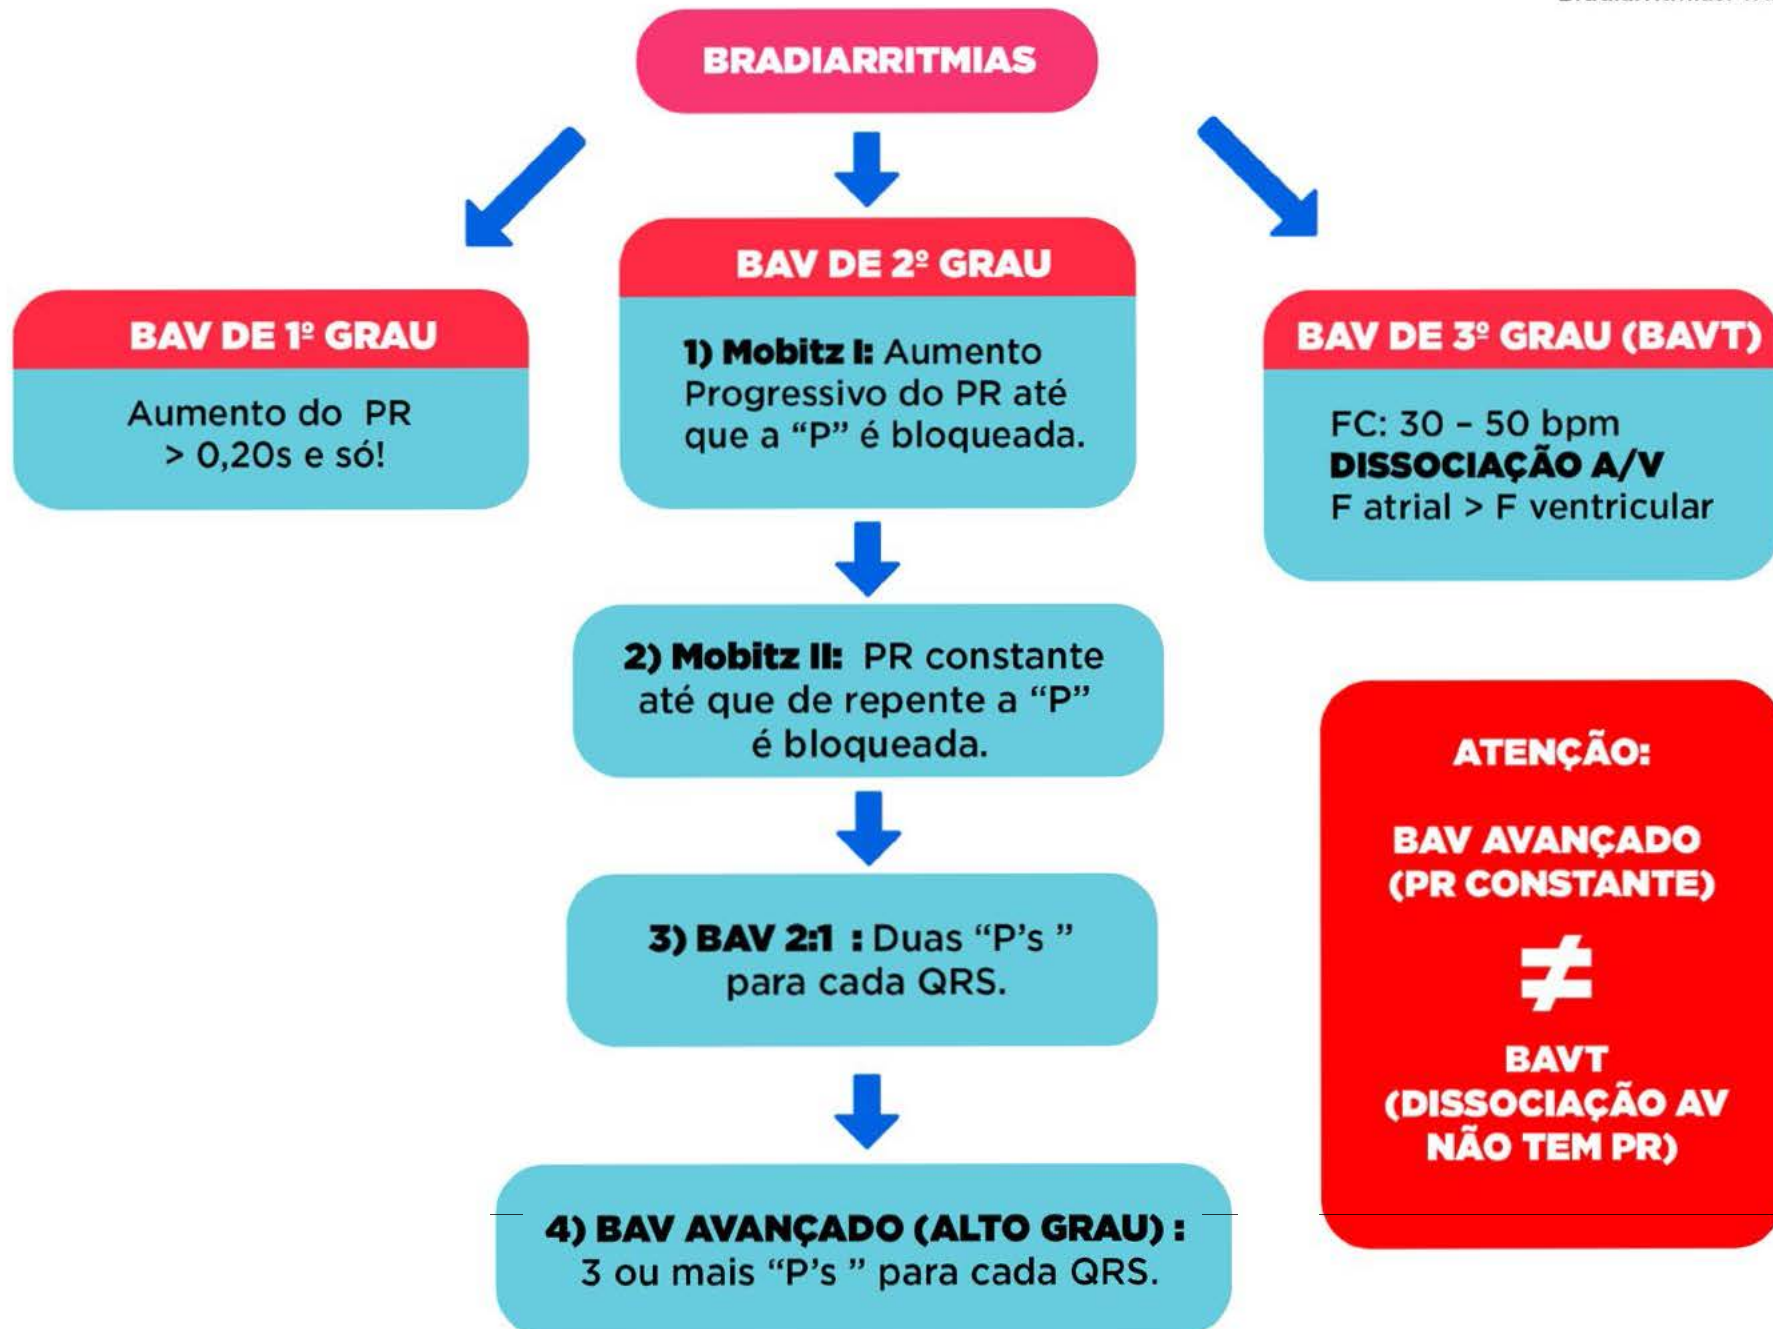 BRADIARRITMIAS
BAV DE 1º GRAU
Aumento do PR
> 0,20s e só!
BAV DE 2º GRAU
1) Mobitz I: Aumento
Progressivo do PR até
que a “P” é bloqueada.
2) Mobitz II: PR constante
até que de repente a “P”
é bloqueada.
3) BAV 2:1 : Duas “P’s ”
para cada QRS.
4) BAV AVANÇADO (ALTO GRAU) :
3 ou mais “P’s ” para cada QRS.
BAV DE 3º GRAU (BAVT)
FC: 30 – 50 bpm
DISSOCIAÇÃO A/V
F atrial > F ventricular
ATENÇÃO:
BAV AVANÇADO
(PR CONSTANTE)
≠
BAVT
(DISSOCIAÇÃO AV
NÃO TEM PR)